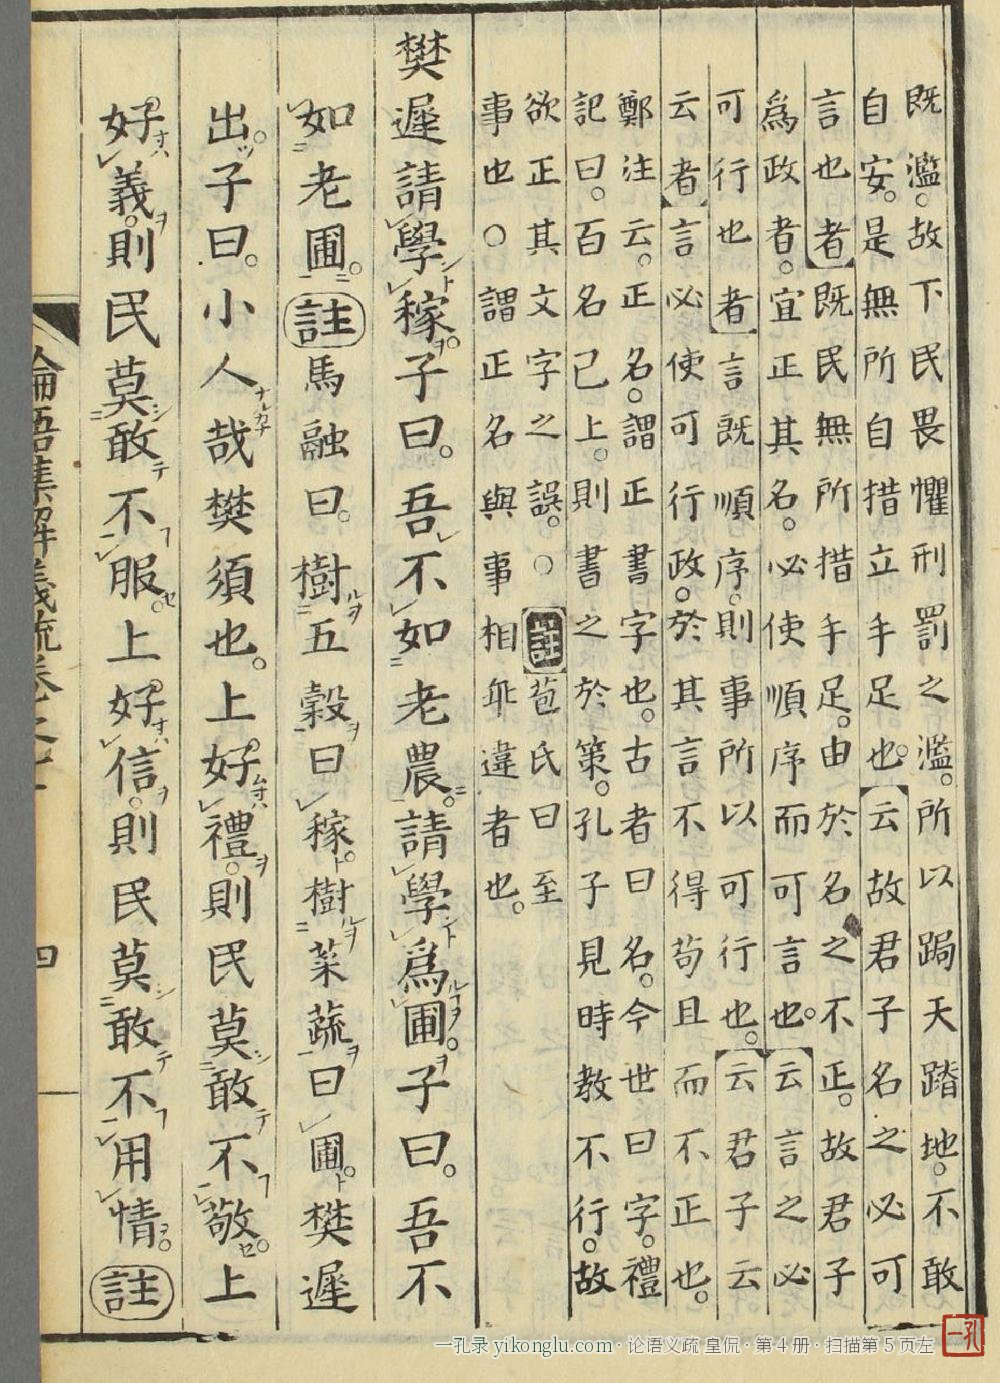 既濫。故下民畏懼刑罰之濫。所以跼天蹐地。不敢
自安。是無所自措立手足也。云故君子名之必可
言也者既民無所措手足。由於名之不正。故君子
爲政者。宜正其名。必使順序而可言也。云言之必
可行也者言既順序。則事所以可行也。云君子云
云者言必使可行政。於其言不得苟且而不正也。
鄭注云。正名。謂正書字也。古者曰名。今世曰字。禮
記曰。百名已上。則書之於策。孔子見時教不行。故
欲正其文字之誤。○註苞氏曰至
事也○謂正名與事相乖違者也。
樊遲請學稼。子曰。吾不如老農。請學爲圃。子曰。吾不
如老圃。註馬融曰。樹五穀曰稼。樹菜蔬曰圃。樊遲
出。子曰。小人哉樊須也。上好禮。則民莫敢不敬。上
好義。則民莫敢不服。上好信。則民莫敢不用情。註
論語集解義疏卷之七 四
一孔录 yikonglu.com · 论语义疏 皇侃 · 第 4 册 · 扫描第 5 页左
一孔